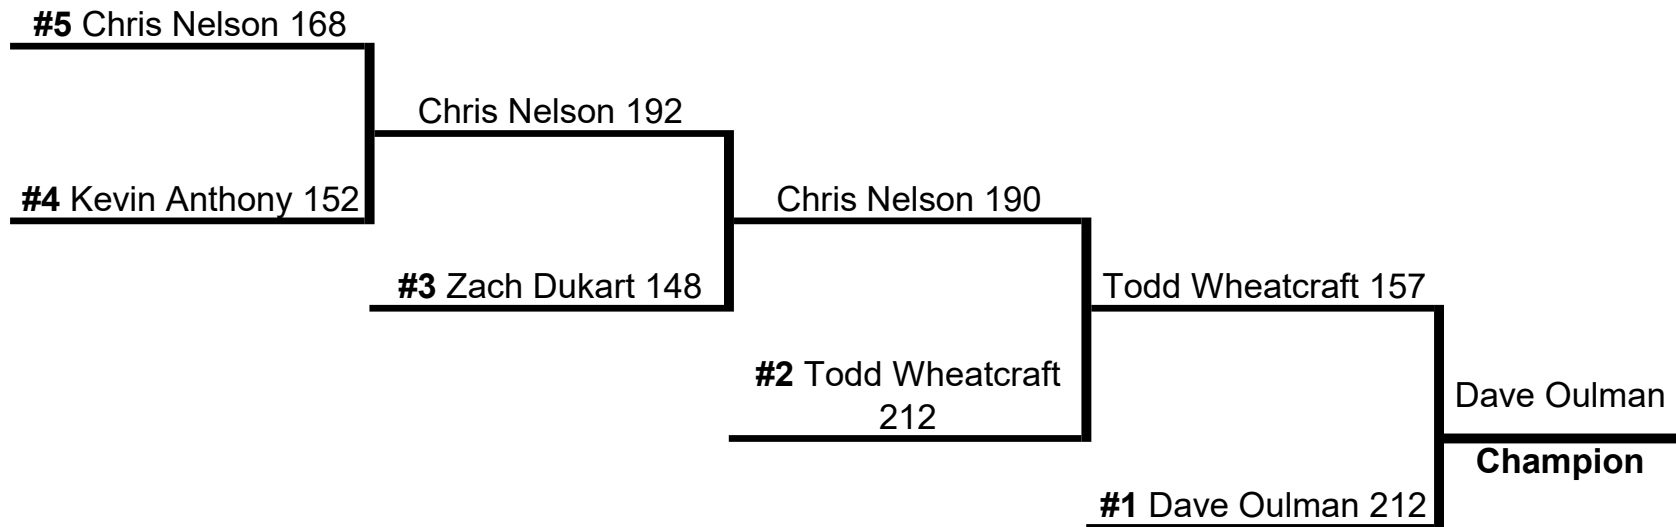 #5 Chris Nelson 168
Chris Nelson 192
#4 Kevin Anthony 152
Chris Nelson 190
#3 Zach Dukart 148
Todd Wheatcraft 157
#2 Todd Wheatcraft
212
Dave Oulman
Champion
#1 Dave Oulman 212